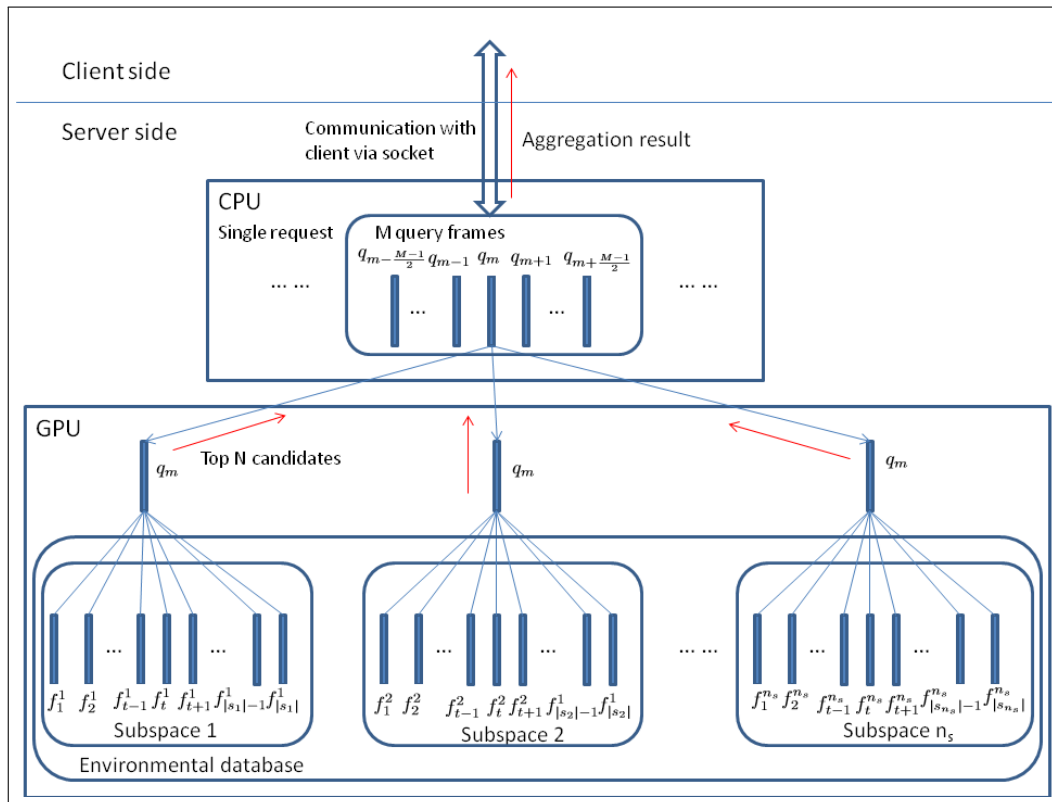 Client side
Server side
Communication with
client via socket
Aggregation result
CPU
Single request
M query frames
q_{m-\frac{M-1}{2}} q_{m-1} q_m q_{m+1} q_{m+\frac{M-1}{2}}
... ...
... ...
... ...
GPU
q_m
Top N candidates
q_m
q_m
... ... ... ... ... ... ... ...
f_1^1 f_2^1 f_{t-1}^1 f_t^1 f_{t+1}^1 f_{|s_1|-1}^1 f_{|s_1|}^1
Subspace 1
f_1^2 f_2^2 f_{t-1}^2 f_t^2 f_{t+1}^2 f_{|s_2|-1}^1 f_{|s_2|}^1
Subspace 2
f_1^{n_s} f_2^{n_s} f_{t-1}^{n_s} f_t^{n_s} f_{t+1}^{n_s} f_{|s_{n_s}|-1}^{n_s} f_{|s_{n_s}|}^{n_s}
Subspace n_s
Environmental database